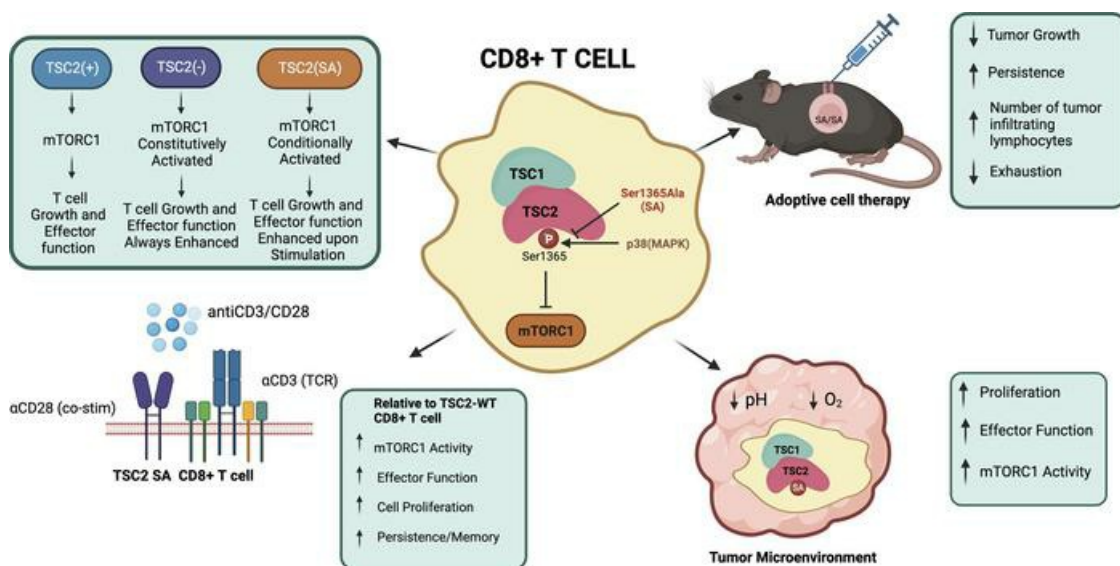 TSC2(+)
TSC2(-)
TSC2(SA)
mTORC1
mTORC1
Constitutively
Activated
mTORC1
Conditionally
Activated
T cell
Growth and
Effector
function
T cell Growth and
Effector function
Always Enhanced
T cell Growth and
Effector function
Enhanced upon
Stimulation
CD8+ T CELL
TSC1
TSC2
P
Ser1365
Ser1365Ala
(SA)
p38(MAPK)
mTORC1
SA/SA
Adoptive cell therapy
↓ Tumor Growth
↑ Persistence
↑ Number of tumor
infiltrating
lymphocytes
↓ Exhaustion
antiCD3/CD28
αCD3 (TCR)
αCD28 (co-stim)
TSC2 SA CD8+ T cell
Relative to TSC2-WT
CD8+ T cell
↑ mTORC1 Activity
↑ Effector Function
↑ Cell Proliferation
↑ Persistence/Memory
↓ pH
↓ O₂
TSC1
TSC2
SA
Tumor Microenvironment
↑ Proliferation
↑ Effector Function
↑ mTORC1 Activity